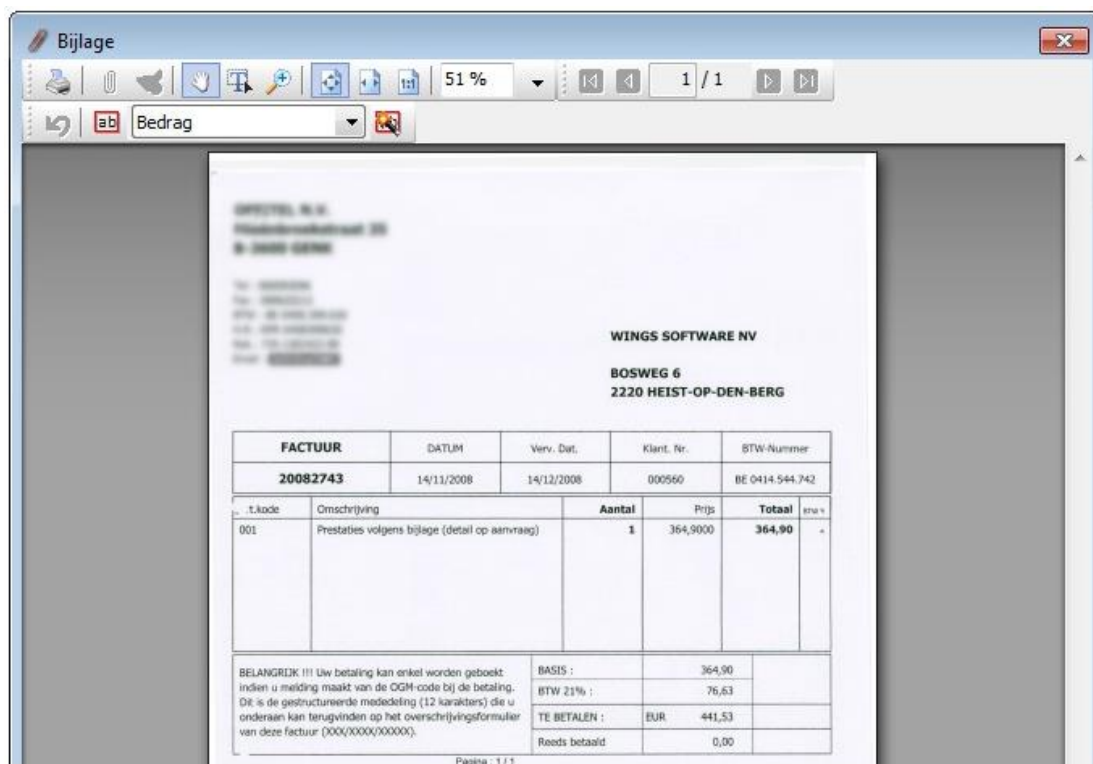 Bijlage
51 %
1 / 1
ab
Bedrag
WINGS SOFTWARE NV
BOSWEG 6
2220 HEIST-OP-DEN-BERG
FACTUUR DATUM Verv. Dat. Klant. Nr. BTW-Nummer
20082743 14/11/2008 14/12/2008 000560 BE 0414.544.742
.t.kode Omschrijving Aantal Prijs Totaal
001 Prestaties volgens bijlage (detail op aanvraag) 1 364,9000 364,90
BELANGRIJK !!! Uw betaling kan enkel worden geboekt
indien u melding maakt van de OGM-code bij de betaling.
Dit is de gestructureerde mededeling (12 karakters) die u
onderaan kan terugvinden op het overschrijvingsformulier
van deze factuur (XXX/XXXX/XXXXX).
BASIS : 364,90
BTW 21% : 76,63
TE BETALEN : EUR 441,53
Reeds betaald 0,00
Pagina : 1 / 1